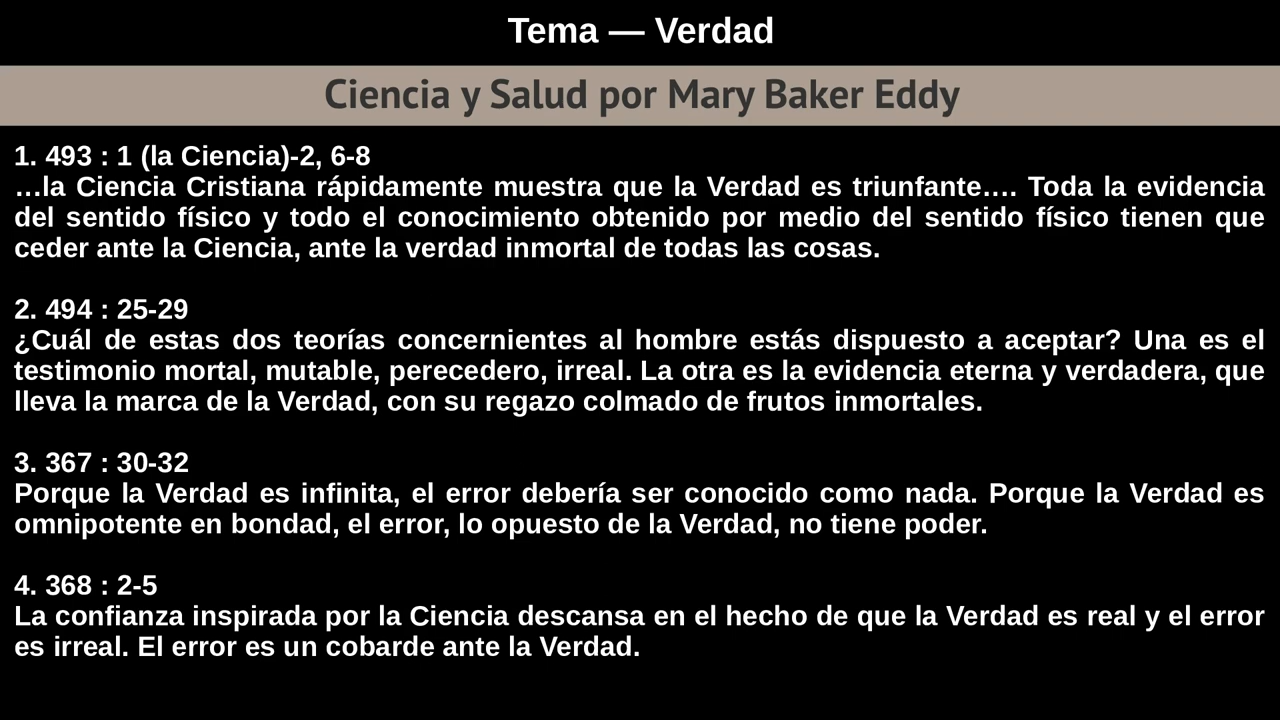 Tema — Verdad
Ciencia y Salud por Mary Baker Eddy
1. 493 : 1 (la Ciencia)-2, 6-8
…la Ciencia Cristiana rápidamente muestra que la Verdad es triunfante…. Toda la evidencia
del sentido físico y todo el conocimiento obtenido por medio del sentido físico tienen que
ceder ante la Ciencia, ante la verdad inmortal de todas las cosas.
2. 494 : 25-29
¿Cuál de estas dos teorías concernientes al hombre estás dispuesto a aceptar? Una es el
testimonio mortal, mutable, perecedero, irreal. La otra es la evidencia eterna y verdadera, que
lleva la marca de la Verdad, con su regazo colmado de frutos inmortales.
3. 367 : 30-32
Porque la Verdad es infinita, el error debería ser conocido como nada. Porque la Verdad es
omnipotente en bondad, el error, lo opuesto de la Verdad, no tiene poder.
4. 368 : 2-5
La confianza inspirada por la Ciencia descansa en el hecho de que la Verdad es real y el error
es irreal. El error es un cobarde ante la Verdad.